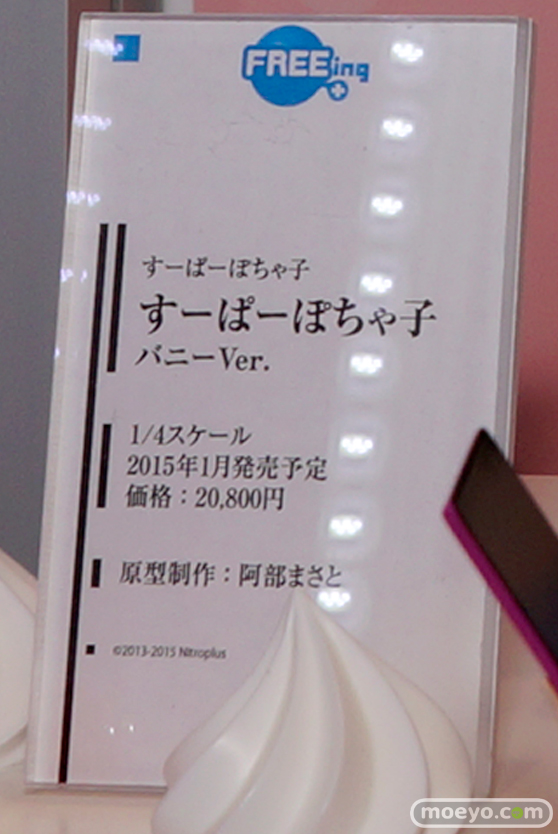 FREEing
すーぱーぽちゃ子
すーぱーぽちゃ子
バニーVer.
1/4スケール
2015年1月発売予定
価格：20,800円
原型制作：阿部まさと
©2013-2015 Nitroplus
moeyo.com